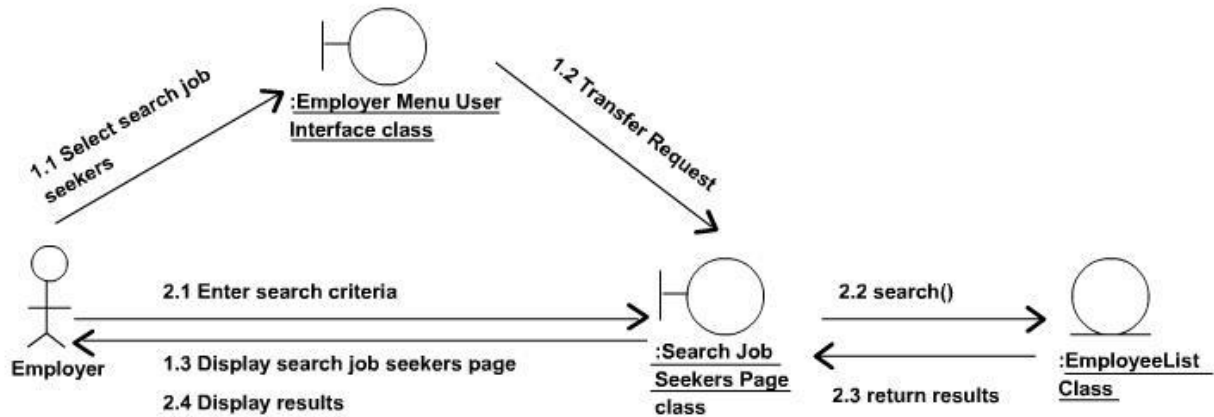 1.1 Select search job
seekers
:Employer Menu User
Interface class
1.2 Transfer Request
2.1 Enter search criteria
2.2 search()
Employer
1.3 Display search job seekers page
2.4 Display results
:Search Job
Seekers Page
class
2.3 return results
:EmployeeList
Class